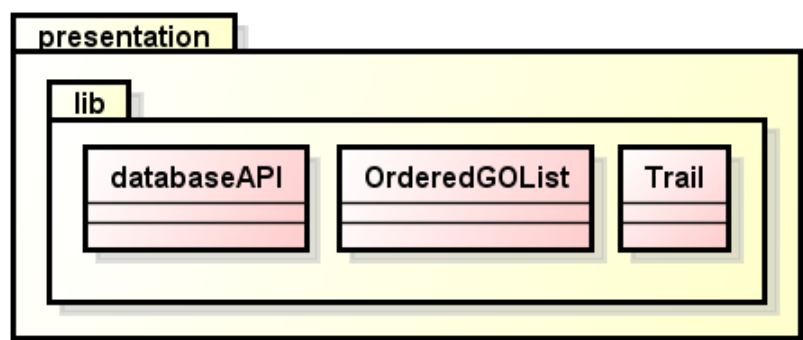 presentation
lib
databaseAPI
OrderedGOList
Trail